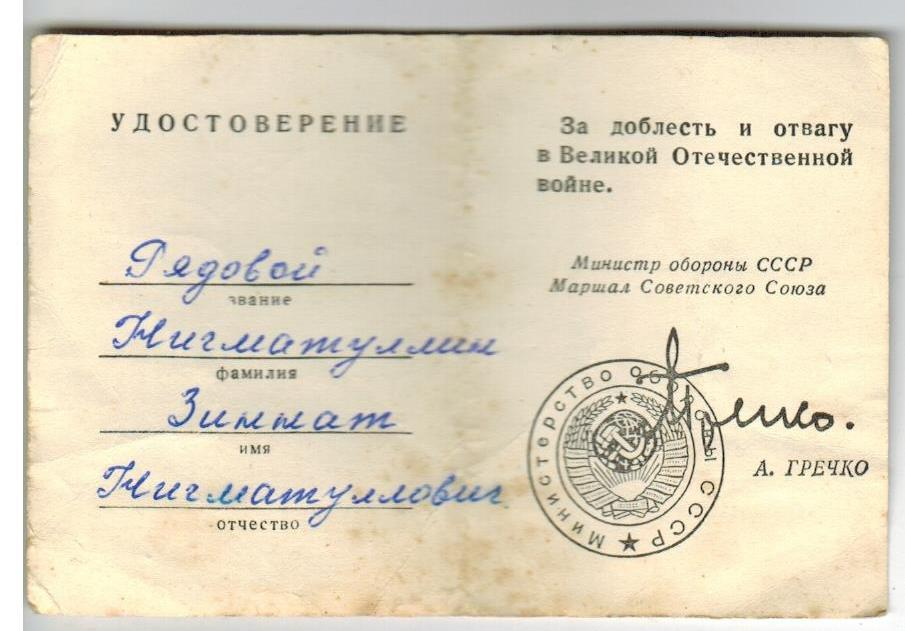 УДОСТОВЕРЕНИЕ
Рядовой
звание
Нигматуллин
фамилия
Зиннат
имя
Нигматуллович
отчество
За доблесть и отвагу
в Великой Отечественной
войне.
Министр обороны СССР
Маршал Советского Союза
МИНИСТЕРСТВО ОБОРОНЫ СССР
Гречко.
А. ГРЕЧКО